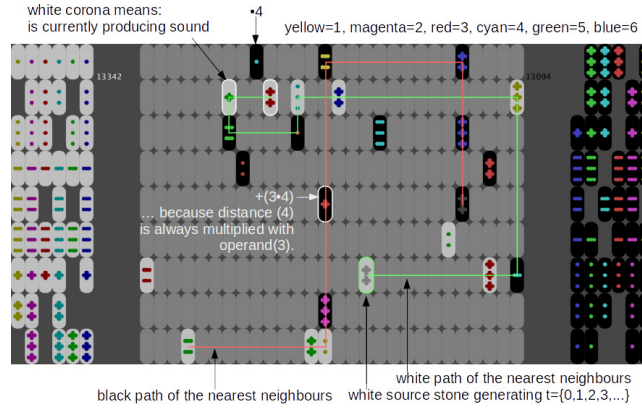 white corona means:
is currently producing sound
•4
yellow=1, magenta=2, red=3, cyan=4, green=5, blue=6
13342
13094
+(3•4)
... because distance (4)
is always multiplied with
operand(3).
black path of the nearest neighbours
white path of the nearest neighbours
white source stone generating t={0,1,2,3,...}